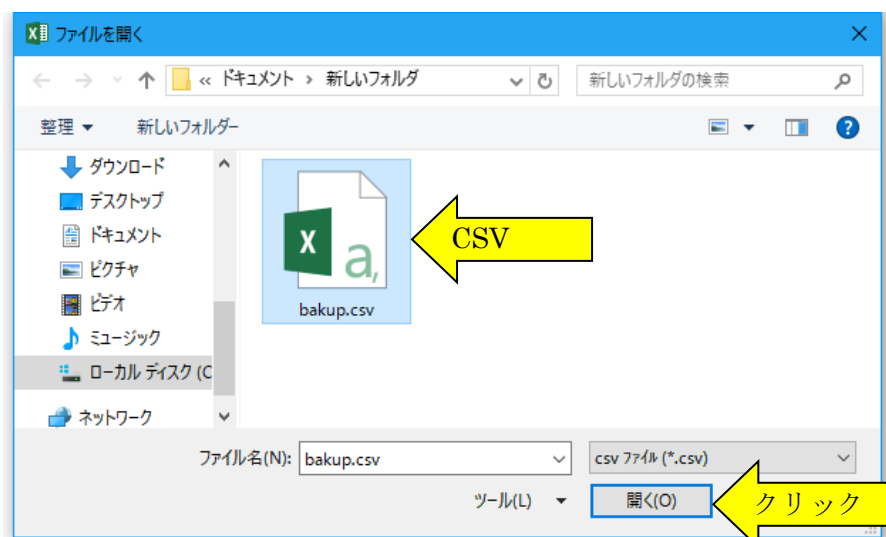 ファイルを開く
« ドキュメント › 新しいフォルダ
新しいフォルダの検索
整理
新しいフォルダー
ダウンロード
デスクトップ
ドキュメント
ピクチャ
ビデオ
ミュージック
ローカル ディスク (C
ネットワーク
X a,
bakup.csv
CSV
ファイル名(N): bakup.csv
csv ファイル (*.csv)
ツール(L)
開く(O)
クリック